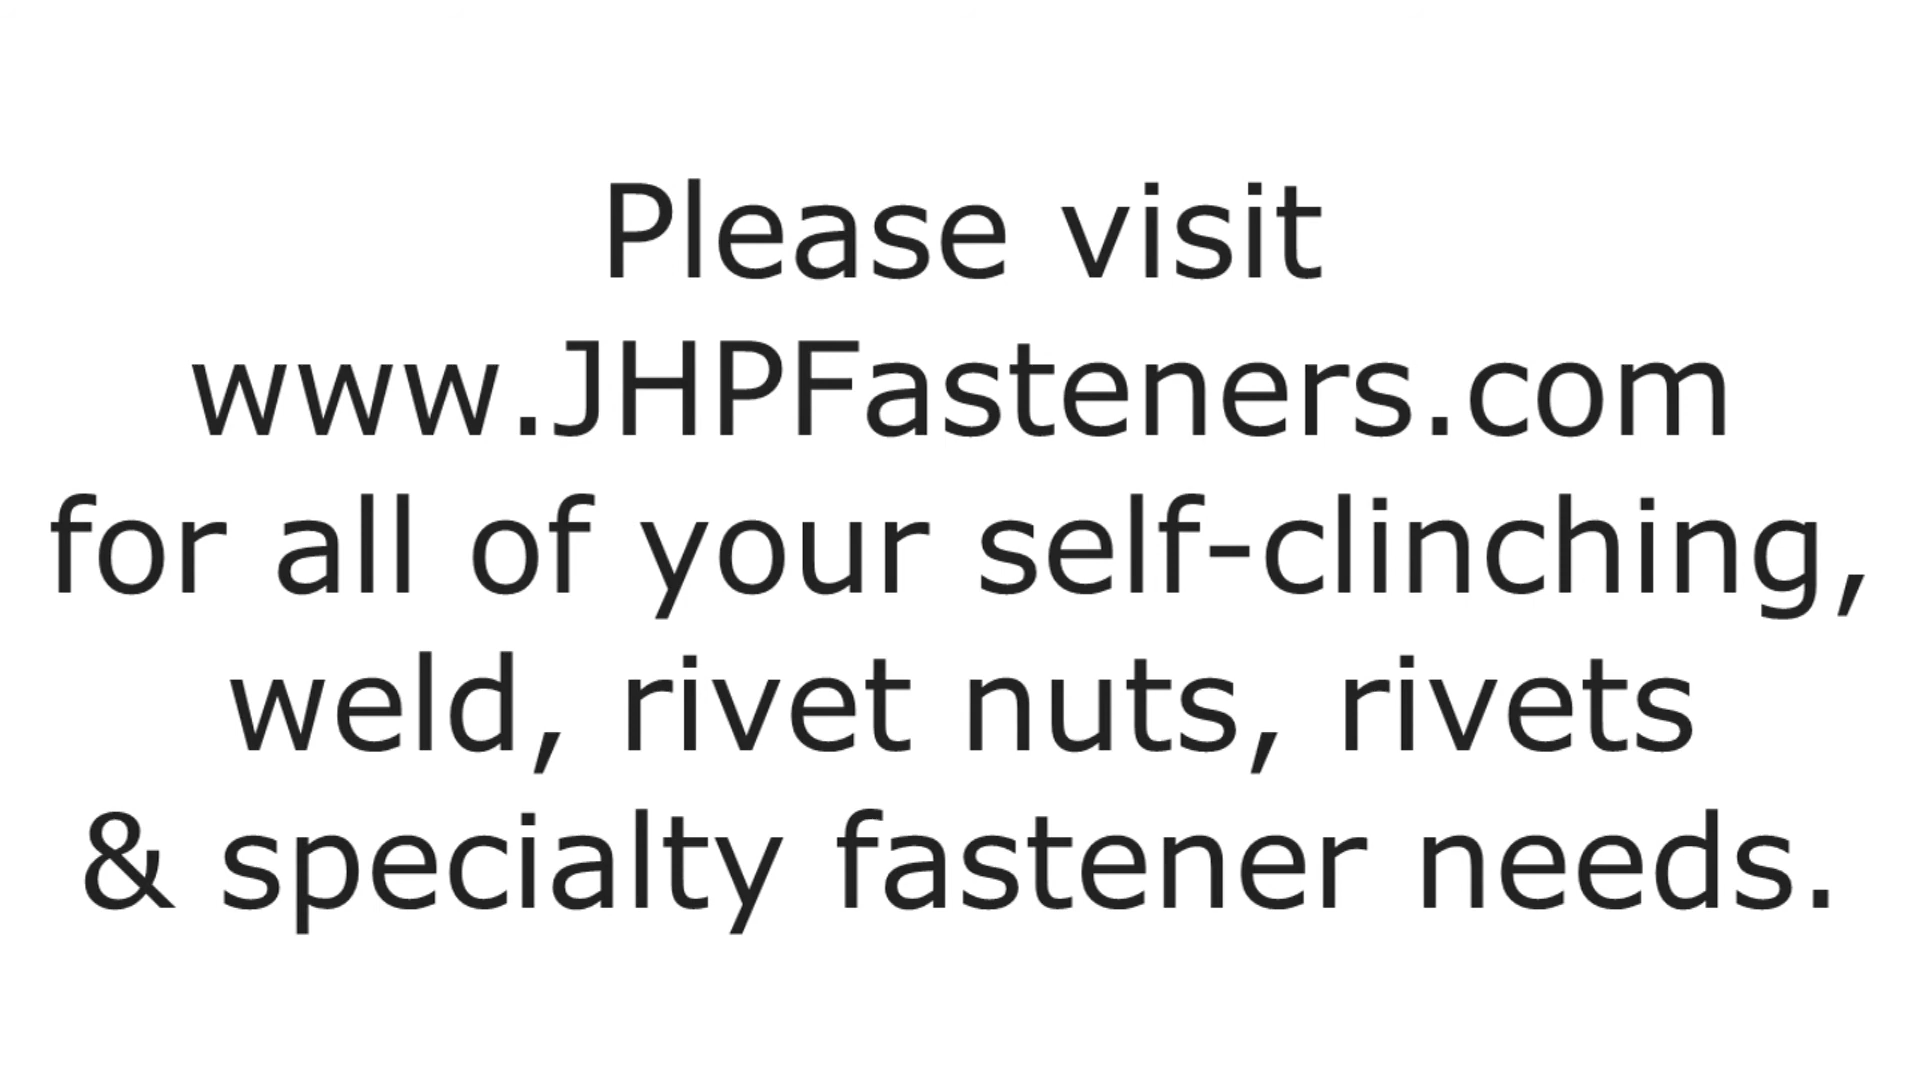 Please visit
www.JHPFasteners.com
for all of your self-clinching,
weld, rivet nuts, rivets
& specialty fastener needs.